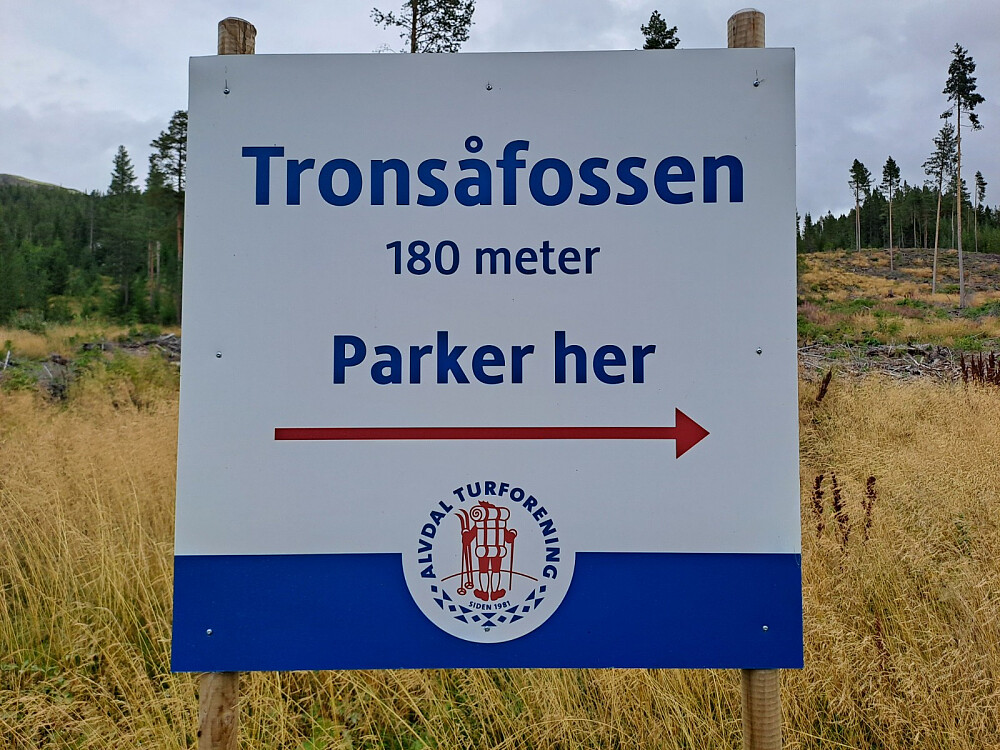 Tronsåfossen
180 meter
Parker her
ALVDAL TURFORENING
SIDEN 1981